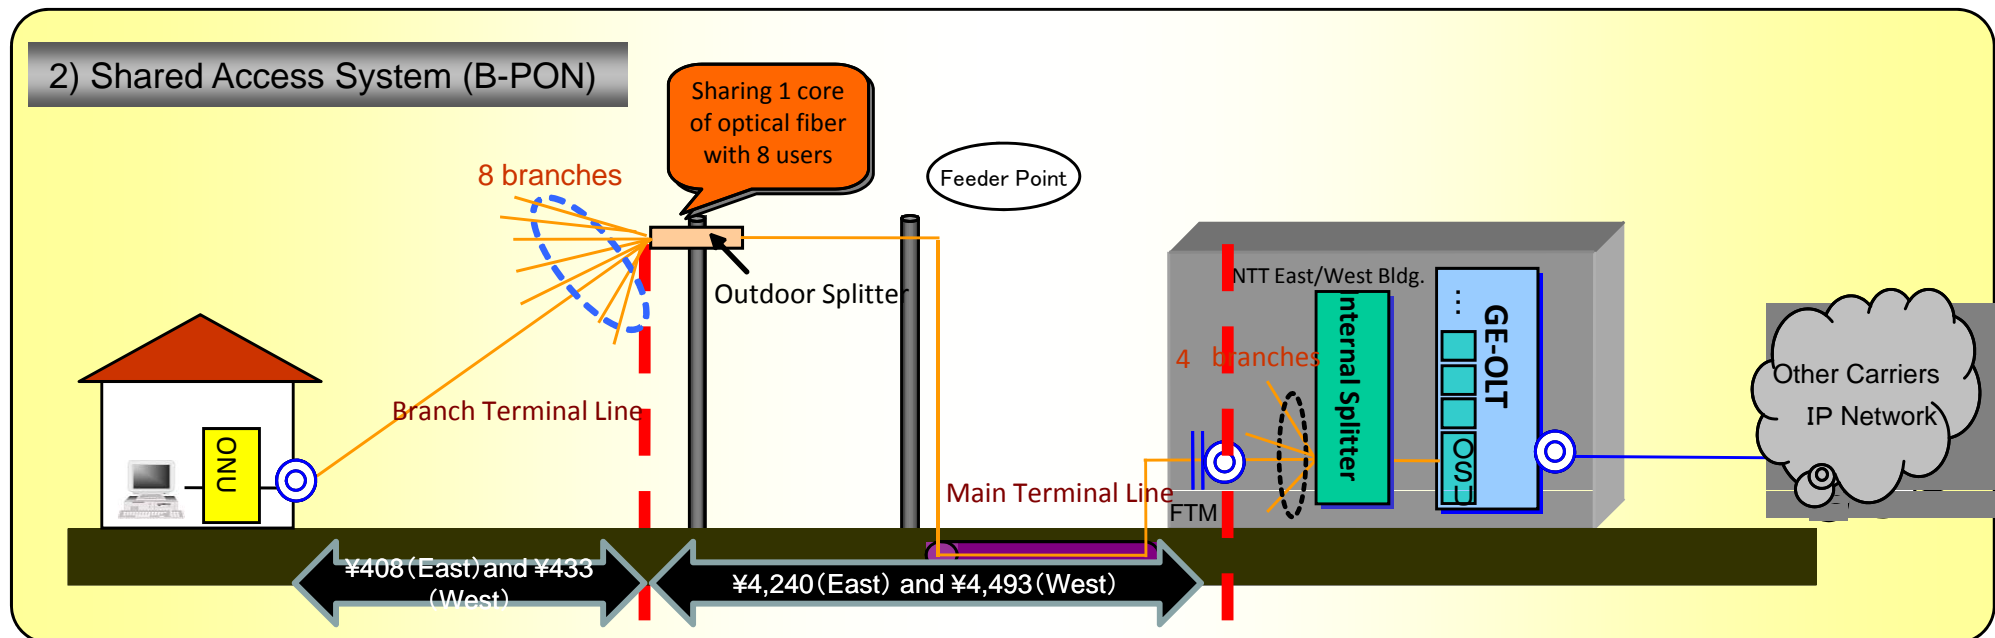 2) Shared Access System (B-PON)
Sharing 1 core
of optical fiber
with 8 users
8 branches
Feeder Point
Outdoor Splitter
NTT East/West Bldg.
Internal Splitter
...
GE-OLT
OSU
4 branches
Other Carriers
IP Network
Branch Terminal Line
ONU
Main Terminal Line
FTM
¥408(East)and ¥433
(West)
¥4,240(East) and ¥4,493(West)